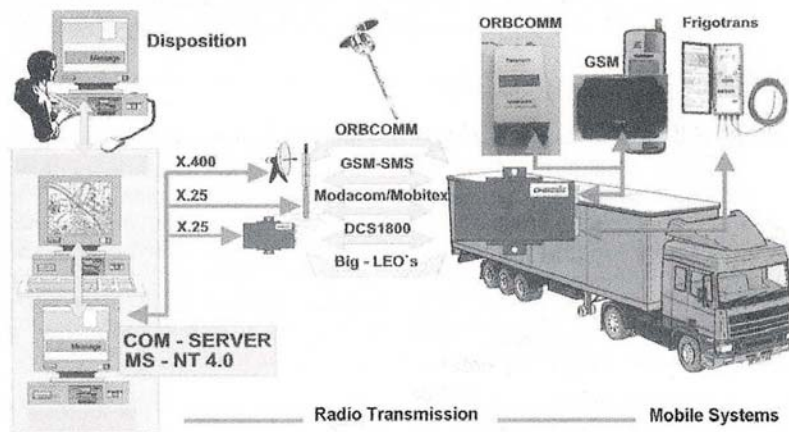 Disposition
Message
ORBCOMM
GSM
Frigotrans
ORBCOMM
X.400
GSM-SMS
X.25
Modacom/Mobitex
X.25
DCS1800
Big - LEO`s
Message
COM - SERVER
MS - NT 4.0
Radio Transmission
Mobile Systems